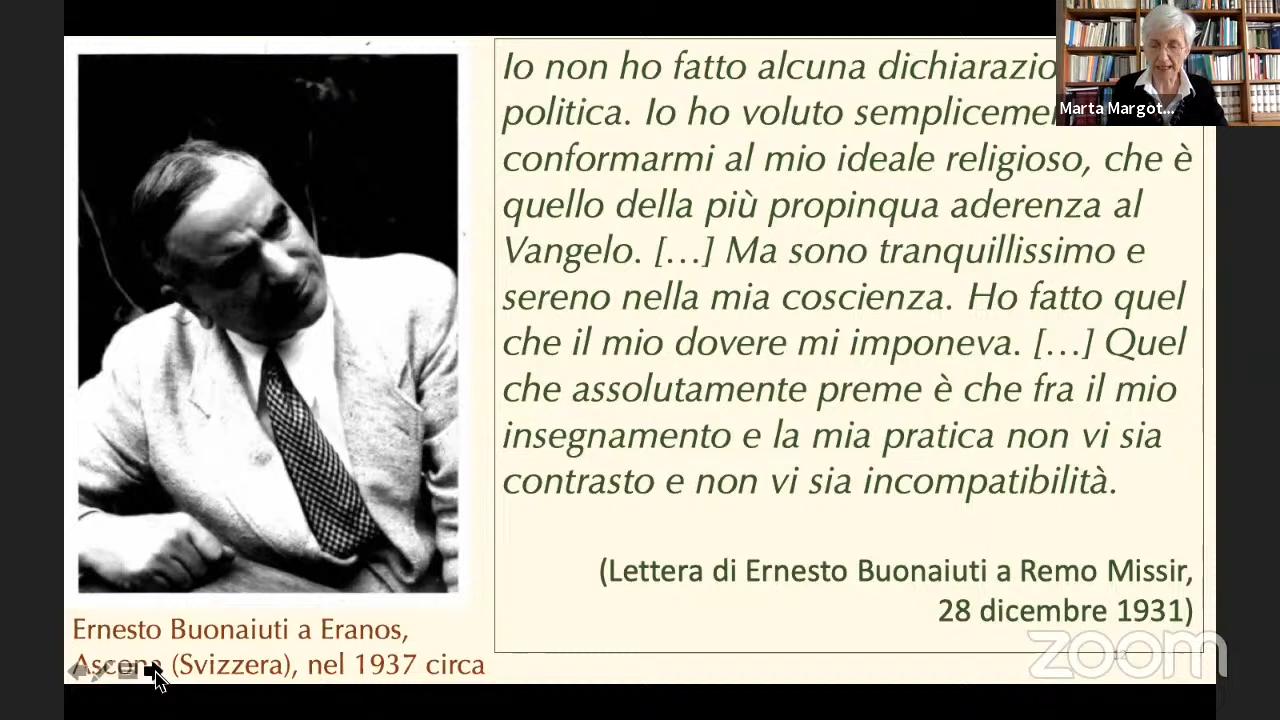 Io non ho fatto alcuna dichiarazio
politica. Io ho voluto sempliceme
conformarmi al mio ideale religioso, che è
quello della più propinqua aderenza al
Vangelo. […] Ma sono tranquillissimo e
sereno nella mia coscienza. Ho fatto quel
che il mio dovere mi imponeva. […] Quel
che assolutamente preme è che fra il mio
insegnamento e la mia pratica non vi sia
contrasto e non vi sia incompatibilità.
(Lettera di Ernesto Buonaiuti a Remo Missir,
28 dicembre 1931)
Ernesto Buonaiuti a Eranos,
Ascona (Svizzera), nel 1937 circa
Marta Margot...
12
zoom